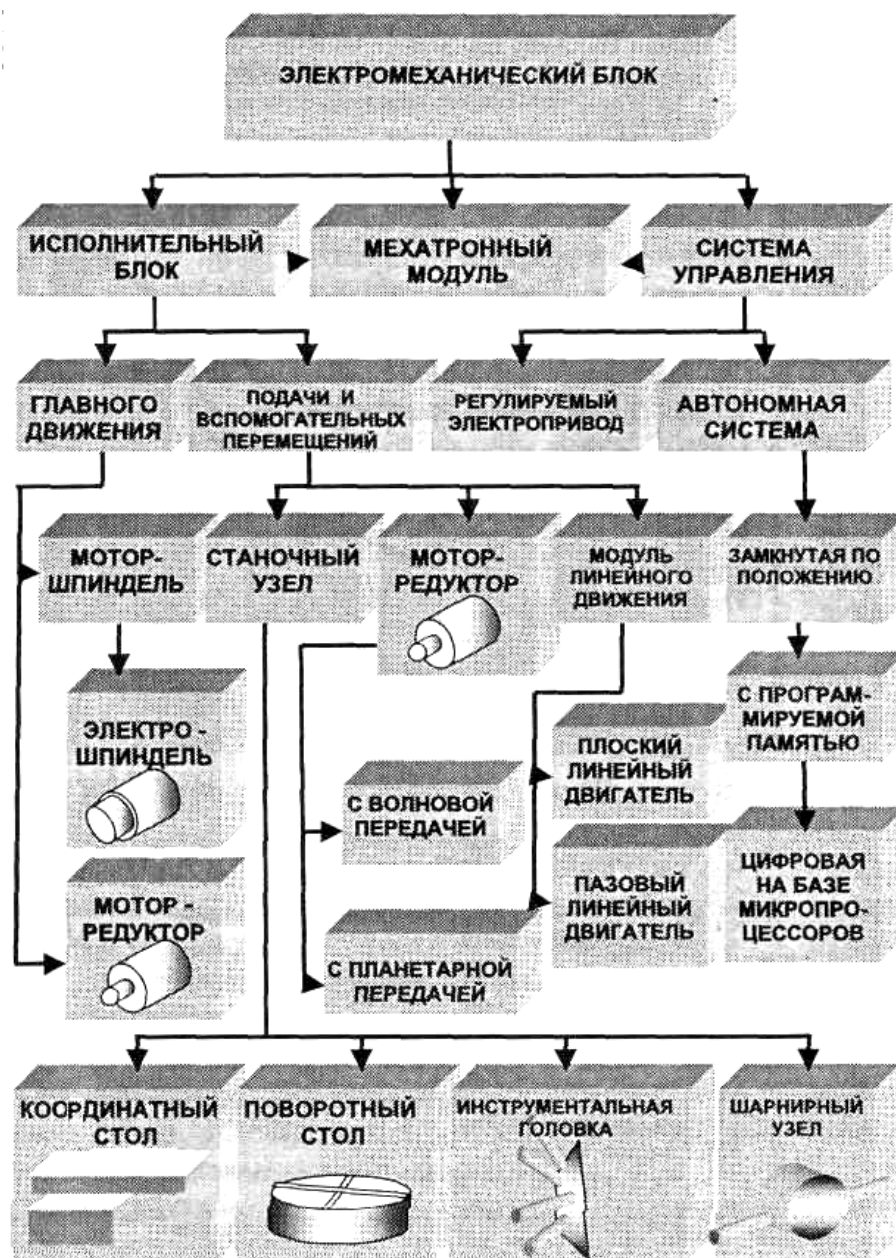 ЭЛЕКТРОМЕХАНИЧЕСКИЙ БЛОК
ИСПОЛНИТЕЛЬНЫЙ
БЛОК
МЕХАТРОННЫЙ
МОДУЛЬ
СИСТЕМА
УПРАВЛЕНИЯ
ГЛАВНОГО
ДВИЖЕНИЯ
ПОДАЧИ И
ВСПОМОГАТЕЛЬНЫХ
ПЕРЕМЕЩЕНИЙ
РЕГУЛИРУЕМЫЙ
ЭЛЕКТРОПРИВОД
АВТОНОМНАЯ
СИСТЕМА
МОТОР-
ШПИНДЕЛЬ
СТАНОЧНЫЙ
УЗЕЛ
МОТОР-
РЕДУКТОР
МОДУЛЬ
ЛИНЕЙНОГО
ДВИЖЕНИЯ
ЗАМКНУТАЯ ПО
ПОЛОЖЕНИЮ
ЭЛЕКТРО -
ШПИНДЕЛЬ
С ВОЛНОВОЙ
ПЕРЕДАЧЕЙ
ПЛОСКИЙ
ЛИНЕЙНЫЙ
ДВИГАТЕЛЬ
С ПРОГРАМ-
МИРУЕМОЙ
ПАМЯТЬЮ
МОТОР -
РЕДУКТОР
С ПЛАНЕТАРНОЙ
ПЕРЕДАЧЕЙ
ПАЗОВЫЙ
ЛИНЕЙНЫЙ
ДВИГАТЕЛЬ
ЦИФРОВАЯ
НА БАЗЕ
МИКРОПРО-
ЦЕССОРОВ
КООРДИНАТНЫЙ
СТОЛ
ПОВОРОТНЫЙ
СТОЛ
ИНСТРУМЕНТАЛЬНАЯ
ГОЛОВКА
ШАРНИРНЫЙ
УЗЕЛ